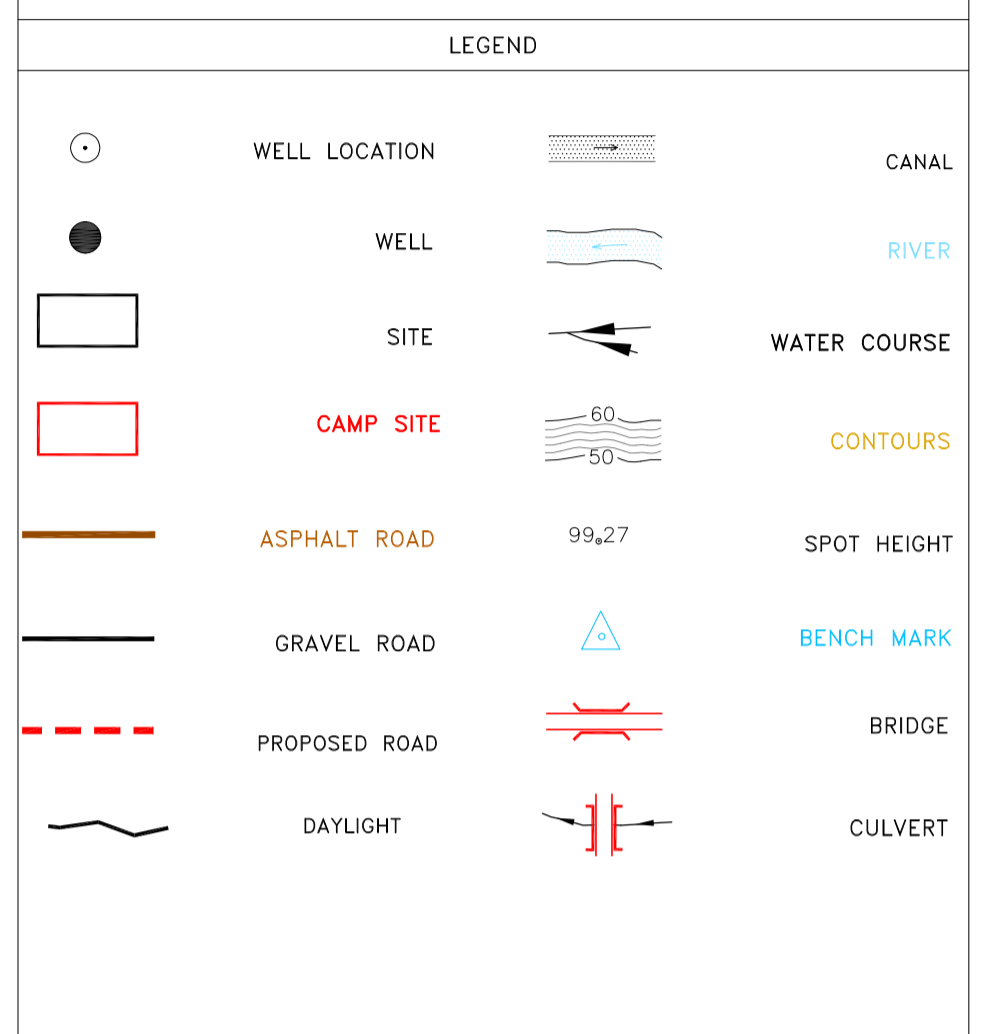 LEGEND
WELL LOCATION
CANAL
WELL
RIVER
SITE
WATER COURSE
CAMP SITE
60
50
CONTOURS
ASPHALT ROAD
99.27
SPOT HEIGHT
GRAVEL ROAD
BENCH MARK
PROPOSED ROAD
BRIDGE
DAYLIGHT
CULVERT